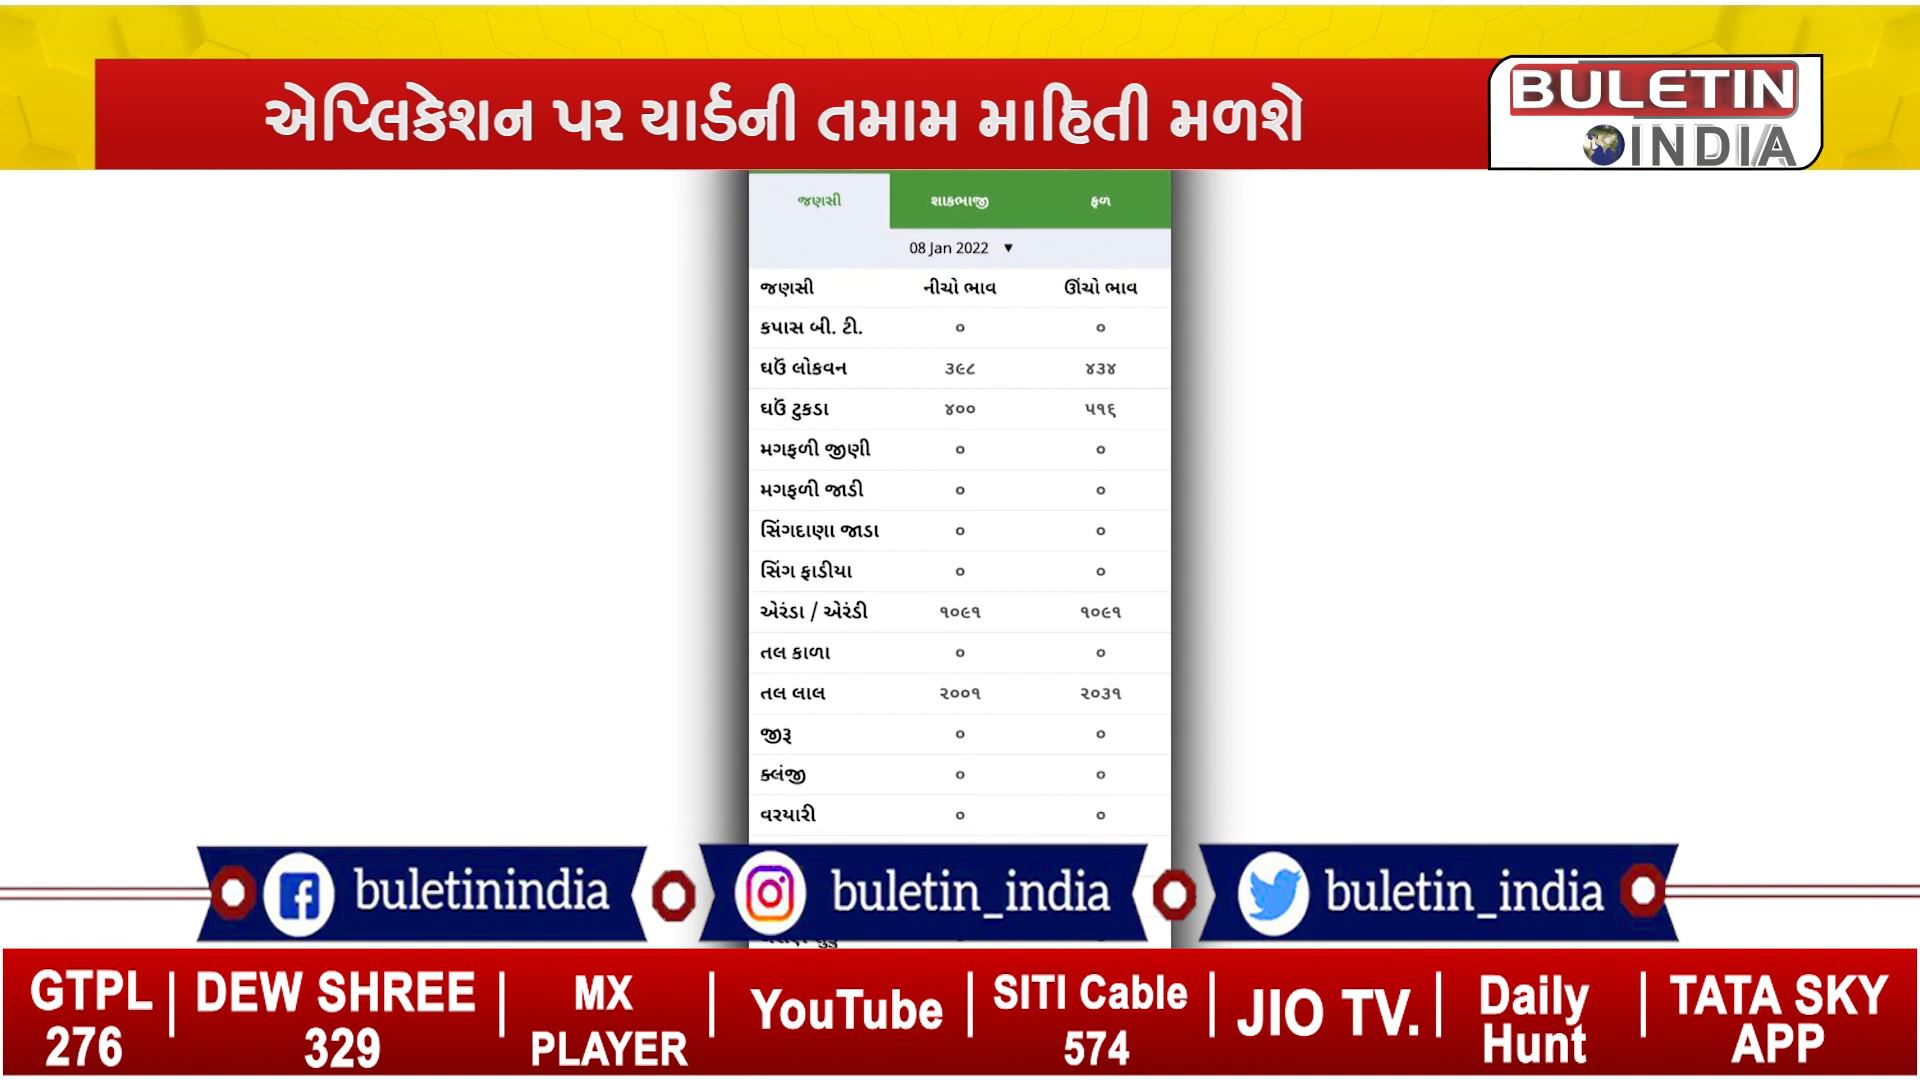 એપ્લિકેશન પર યાર્ડની તમામ માહિતી મળશે
BULETIN
INDIA
જણસી શાકભાજી ફળ
08 Jan 2022 ▼
જણસી નીચો ભાવ ઊંચો ભાવ
કપાસ બી. ટી. ૦ ૦
ઘઉં લોકવન ૩૯૮ ૪૩૪
ઘઉં ટુકડા ૪૦૦ ૫૧૬
મગફળી જીણી ૦ ૦
મગફળી જાડી ૦ ૦
સિંગદાણા જાડા ૦ ૦
સિંગ ફાડીયા ૦ ૦
એરંડા / એરંડી ૧૦૯૧ ૧૦૯૧
તલ કાળા ૦ ૦
તલ લાલ ૨૦૦૧ ૨૦૩૧
જીરૂ ૦ ૦
ક્લંજી ૦ ૦
વરયારી ૦ ૦
buletinindia buletin_india buletin_india
GTPL 276
DEW SHREE 329
MX PLAYER
YouTube
SITI Cable 574
JIO TV.
Daily Hunt
TATA SKY APP